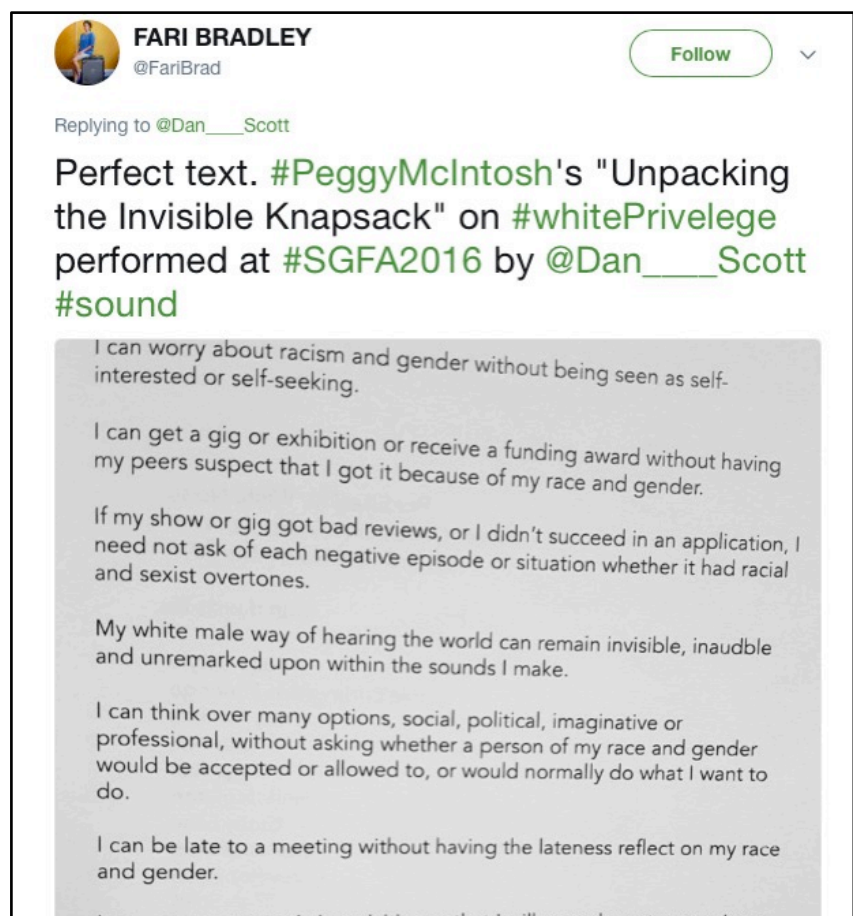 FARI BRADLEY
@FariBrad
Follow
Replying to @Dan____Scott
Perfect text. #PeggyMcIntosh's "Unpacking
the Invisible Knapsack" on #whitePrivelege
performed at #SGFA2016 by @Dan____Scott
#sound
I can worry about racism and gender without being seen as self-
interested or self-seeking.
I can get a gig or exhibition or receive a funding award without having
my peers suspect that I got it because of my race and gender.
If my show or gig got bad reviews, or I didn't succeed in an application, I
need not ask of each negative episode or situation whether it had racial
and sexist overtones.
My white male way of hearing the world can remain invisible, inaudble
and unremarked upon within the sounds I make.
I can think over many options, social, political, imaginative or
professional, without asking whether a person of my race and gender
would be accepted or allowed to, or would normally do what I want to
do.
I can be late to a meeting without having the lateness reflect on my race
and gender.